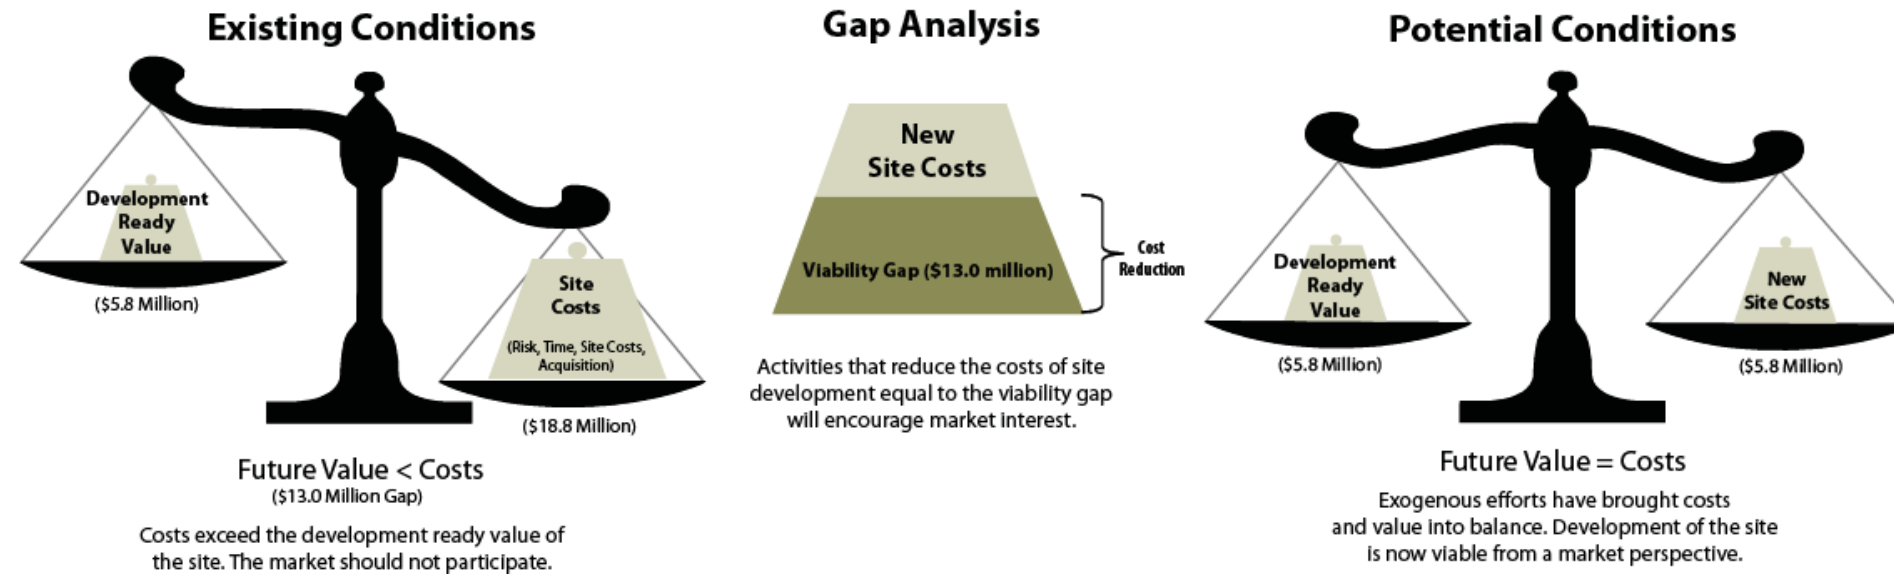 Existing Conditions
Development
Ready
Value
($5.8 Million)
Site
Costs
(Risk, Time, Site Costs,
Acquisition)
($18.8 Million)
Future Value < Costs
($13.0 Million Gap)
Costs exceed the development ready value of
the site. The market should not participate.
Gap Analysis
New
Site Costs
Viability Gap ($13.0 million)
Cost
Reduction
Activities that reduce the costs of site
development equal to the viability gap
will encourage market interest.
Potential Conditions
Development
Ready
Value
($5.8 Million)
New
Site Costs
($5.8 Million)
Future Value = Costs
Exogenous efforts have brought costs
and value into balance. Development of the site
is now viable from a market perspective.